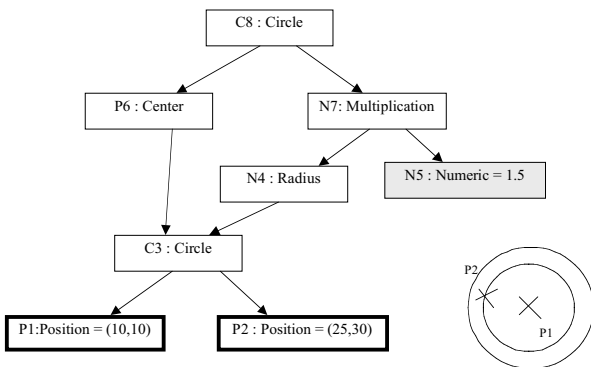 C8 : Circle
P6 : Center
N7: Multiplication
N4 : Radius
N5 : Numeric = 1.5
C3 : Circle
P1:Position = (10,10)
P2 : Position = (25,30)
P2
P1